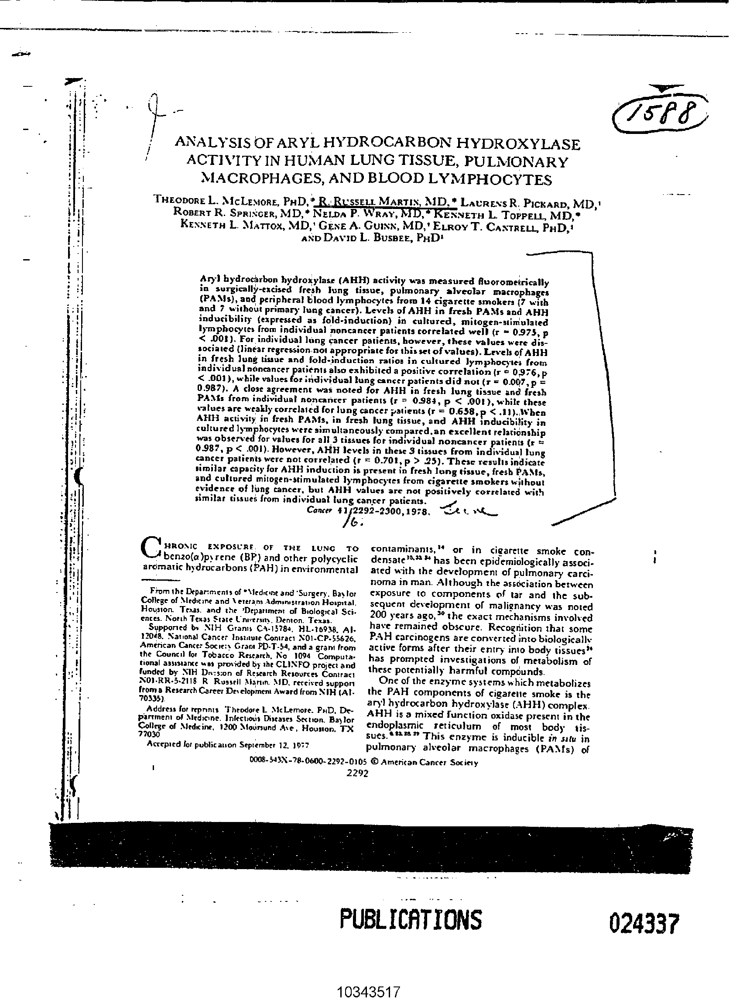 1588
ANALYSIS OF ARYL HYDROCARBON HYDROXYLASE
ACTIVITY IN HUMAN LUNG TISSUE, PULMONARY
MACROPHAGES, AND BLOOD LYMPHOCYTES
THEODORE L. MCLEMORE, PHD,* R. RUSSELL MARTIN, MD,* LAURENS R. PICKARD, MD,†
ROBERT R. SPRINGER, MD,* NELDA P. WRAY, MD,* KENNETH L. TOPPELL, MD,*
KENNETH L. MATTOX, MD,† GENE A. GUINN, MD,† ELROY T. CANTRELL, PHD,‡
AND DAVID L. BUSBEE, PHD‡
Aryl hydrocarbon hydroxylase (AHH) activity was measured fluorometrically
in surgically-excised fresh lung tissue, pulmonary alveolar macrophages
(PAMs), and peripheral blood lymphocytes from 14 cigarette smokers (7 with
and 7 without primary lung cancer). Levels of AHH in fresh PAMs and AHH
inducibility (expressed as fold-induction) in cultured, mitogen-stimulated
lymphocytes from individual noncancer patients correlated well (r = 0.975, p
< .001). For individual lung cancer patients, however, these values were dis-
sociated (linear regression not appropriate for this set of values). Levels of AHH
in fresh lung tissue and fold-induction ratios in cultured lymphocytes from
individual noncancer patients also exhibited a positive correlation (r = 0.976, p
< .001), while values for individual lung cancer patients did not (r = 0.007, p =
0.987). A close agreement was noted for AHH in fresh lung tissue and fresh
PAMs from individual noncancer patients (r = 0.984, p < .001), while these
values are weakly correlated for lung cancer patients (r = 0.658, p < .11). When
AHH activity in fresh PAMs, in fresh lung tissue, and AHH inducibility in
cultured lymphocytes were simultaneously compared, an excellent relationship
was observed for values for all 3 tissues for individual noncancer patients (r =
0.987, p < .001). However, AHH levels in these 3 tissues from individual lung
cancer patients were not correlated (r = 0.701, p > .25). These results indicate
similar capacity for AHH induction is present in fresh lung tissue, fresh PAMs,
and cultured mitogen-stimulated lymphocytes from cigarette smokers without
evidence of lung cancer, but AHH values are not positively correlated with
similar tissues from individual lung cancer patients.
Cancer 41:2292-2300, 1978.
CHRONIC EXPOSURE OF THE LUNG TO
benzo(a)pyrene (BP) and other polycyclic
aromatic hydrocarbons (PAH) in environmental
From the Departments of *Medicine and †Surgery, Baylor
College of Medicine and Veterans Administration Hospital,
Houston, Texas, and the ‡Department of Biological Sci-
ences, North Texas State University, Denton, Texas.
Supported by NIH Grants CA-15784, HL-16938, AI-
12048, National Cancer Institute Contract N01-CP-55626,
American Cancer Society Grant PD-T-54, and a grant from
the Council for Tobacco Research, No 1094 Computa-
tional assistance was provided by the CLINFO project and
funded by NIH Division of Research Resources Contract
N01-RR-5-2118 R Russell Martin, MD, received support
from a Research Career Development Award from NIH (AI-
70335)
Address for reprints Theodore L McLemore, PhD, De-
partment of Medicine, Infectious Diseases Section, Baylor
College of Medicine, 1200 Moursund Ave, Houston, TX
77030
Accepted for publication September 12, 1977
contaminants,14 or in cigarette smoke con-
densate has been epidemiologically associ-
ated with the development of pulmonary carci-
noma in man. Although the association between
exposure to components of tar and the sub-
sequent development of malignancy was noted
200 years ago, the exact mechanisms involved
have remained obscure. Recognition that some
PAH carcinogens are converted into biologically
active forms after their entry into body tissues
has prompted investigations of metabolism of
these potentially harmful compounds.
One of the enzyme systems which metabolizes
the PAH components of cigarette smoke is the
aryl hydrocarbon hydroxylase (AHH) complex.
AHH is a mixed function oxidase present in the
endoplasmic reticulum of most body tis-
sues. This enzyme is inducible in situ in
pulmonary alveolar macrophages (PAMs) of
0008-543X-78-0600-2292-0105 © American Cancer Society
2292
PUBLICATIONS
024337
10343517